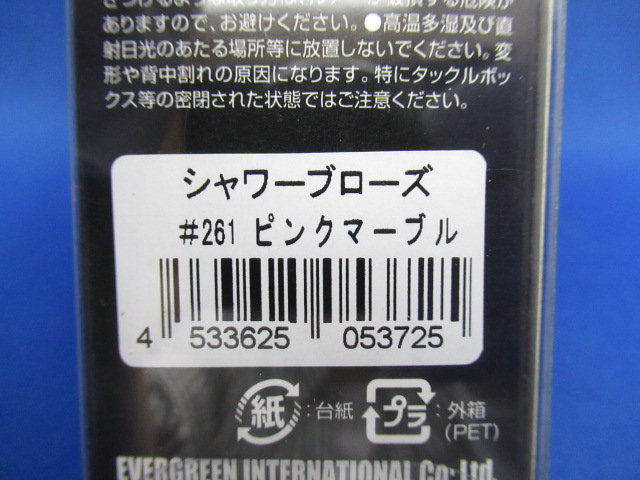 ありますので、お避けください。●高温多湿及び直
射日光のあたる場所等に放置しないでください。変
形や背中割れの原因になります。特にタックルボッ
クス等の密閉された状態ではご注意ください。
シャワーブローズ
#261 ピンクマーブル
4 533625 053725
紙 :台紙 プラ :外箱
(PET)
EVERGREEN INTERNATIONAL Co.Ltd.